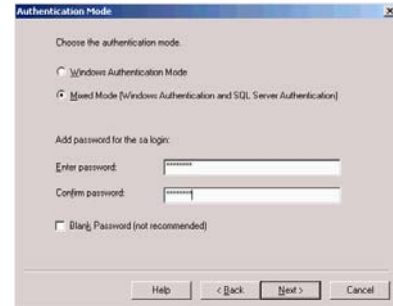 Authentication Mode
Choose the authentication mode.
Windows Authentication Mode
Mixed Mode (Windows Authentication and SQL Server Authentication)
Add password for the sa login:
Enter password: ********
Confirm password: ********
Blank Password (not recommended)
Help < Back Next > Cancel